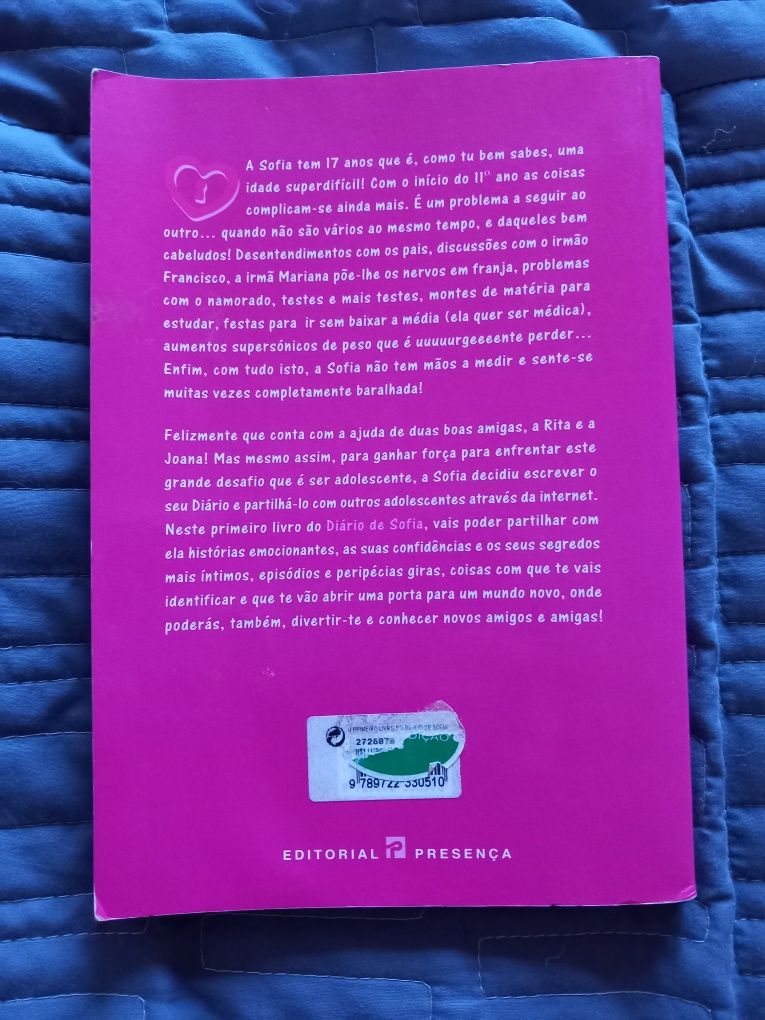 A Sofia tem 17 anos que é, como tu bem sabes, uma
idade superdifícil! Com o início do 11º ano as coisas
complicam-se ainda mais. É um problema a seguir ao
outro... quando não são vários ao mesmo tempo, e daqueles bem
cabeludos! Desentendimentos com os pais, discussões com o irmão
Francisco, a irmã Mariana põe-lhe os nervos em franja, problemas
com o namorado, testes e mais testes, montes de matéria para
estudar, festas para ir sem baixar a média (ela quer ser médica),
aumentos supersónicos de peso que é uuuuurgeeeente perder...
Enfim, com tudo isto, a Sofia não tem mãos a medir e sente-se
muitas vezes completamente baralhada!
Felizmente que conta com a ajuda de duas boas amigas, a Rita e a
Joana! Mas mesmo assim, para ganhar força para enfrentar este
grande desafio que é ser adolescente, a Sofia decidiu escrever o
seu Diário e partilhá-lo com outros adolescentes através da internet.
Neste primeiro livro do Diário de Sofia, vais poder partilhar com
ela histórias emocionantes, as suas confidências e os seus segredos
mais íntimos, episódios e peripécias giras, coisas com que te vais
identificar e que te vão abrir uma porta para um mundo novo, onde
poderás, também, divertir-te e conhecer novos amigos e amigas!
PRIMEIRO LIVRO DO
2725875
9 789722 330510
EDITORIAL PRESENÇA